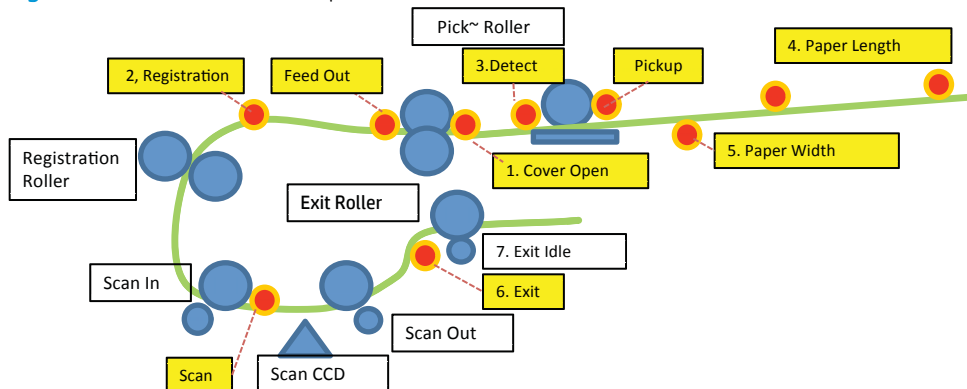 Pick~ Roller
4. Paper Length
2, Registration
Feed Out
3.Detect
Pickup
Registration
Roller
5. Paper Width
1. Cover Open
Exit Roller
7. Exit Idle
Scan In
6. Exit
Scan Out
Scan
Scan CCD